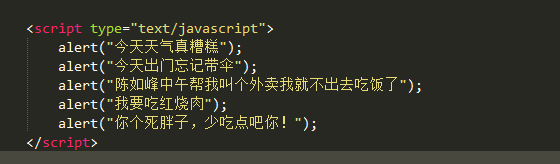 <script type="text/javascript">
alert("今天天气真糟糕");
alert("今天出门忘记带伞");
alert("陈如峰中午帮我叫个外卖我就不出去吃饭了");
alert("我要吃红烧肉");
alert("你个死胖子，少吃点吧你！");
</script>